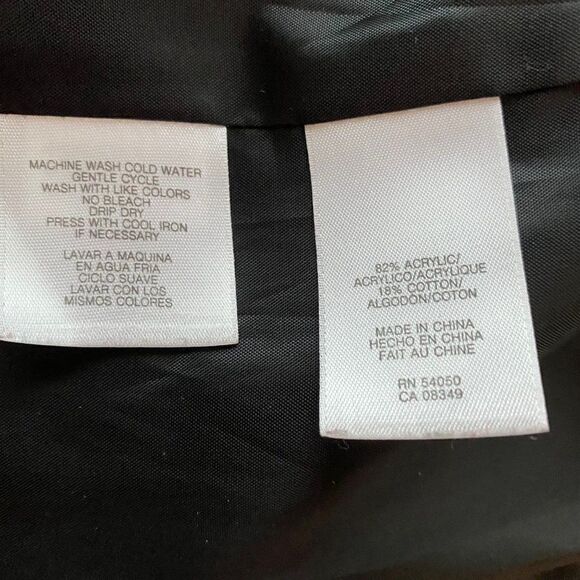 MACHINE WASH COLD WATER
GENTLE CYCLE
WASH WITH LIKE COLORS
NO BLEACH
DRIP DRY
PRESS WITH COOL IRON
IF NECESSARY
LAVAR A MAQUINA
EN AGUA FRIA
CICLO SUAVE
LAVAR CON LOS
MISMOS COLORES
82% ACRYLIC/
ACRYLICO/ACRYLIQUE
18% COTTON/
ALGODÓN/COTON
MADE IN CHINA
HECHO EN CHINA
FAIT AU CHINE
RN 54050
CA 08349